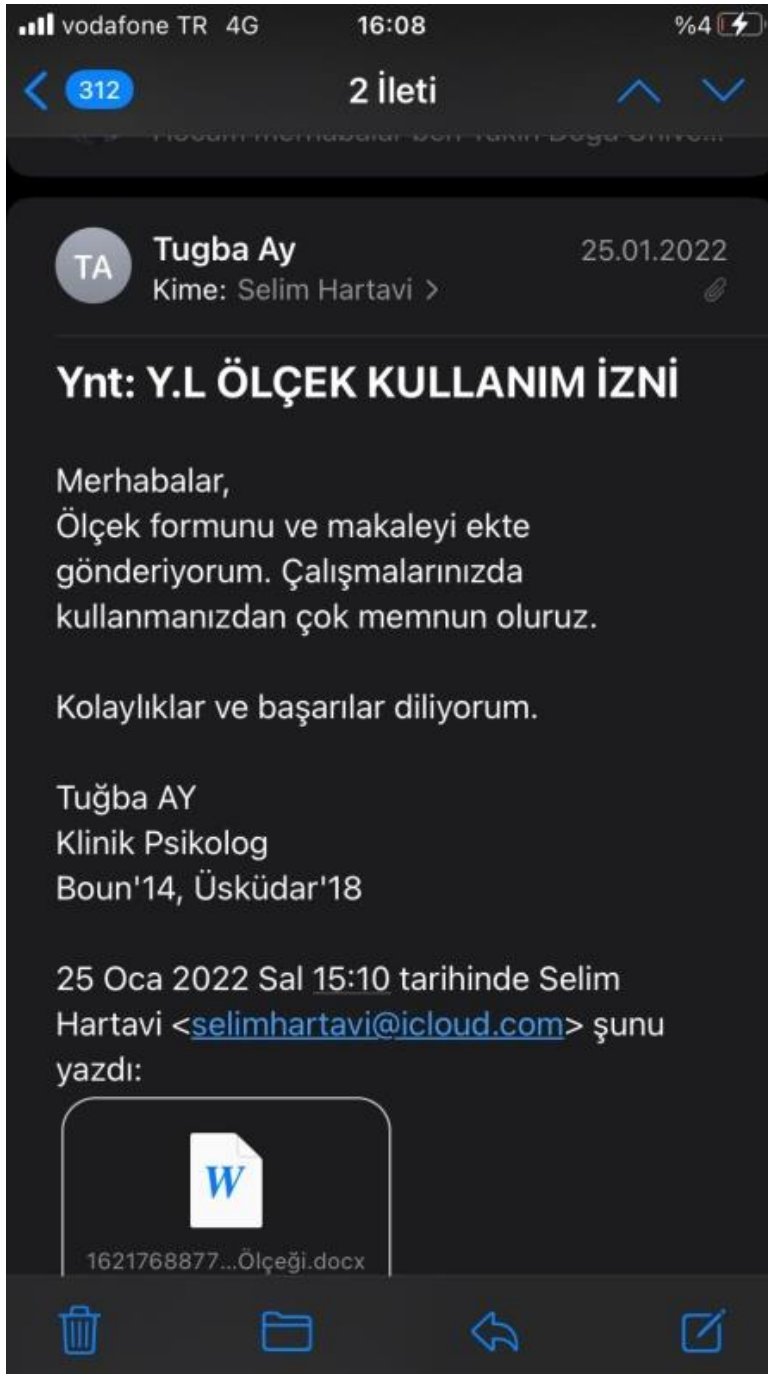 vodafone TR 4G 16:08 %4
312 2 İleti
Tugba Ay 25.01.2022
TA
Kime: Selim Hartavi >
Ynt: Y.L ÖLÇEK KULLANIM İZNİ
Merhabalar,
Ölçek formunu ve makaleyi ekte
gönderiyorum. Çalışmalarınızda
kullanmanızdan çok memnun oluruz.
Kolaylıklar ve başarılar diliyorum.
Tuğba AY
Klinik Psikolog
Boun'14, Üsküdar'18
25 Oca 2022 Sal 15:10 tarihinde Selim
Hartavi <selimhartavi@icloud.com> şunu
yazdı:
W
1621768877...Ölçeği.docx